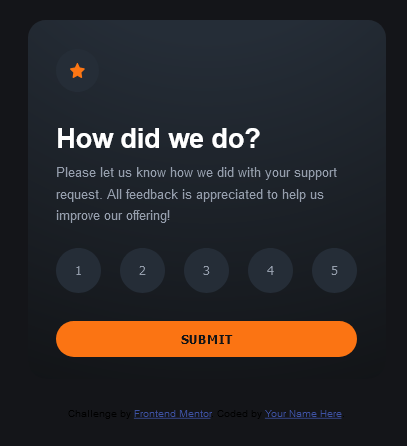 How did we do?
Please let us know how we did with your support
request. All feedback is appreciated to help us
improve our offering!
1 2 3 4 5
SUBMIT
Challenge by Frontend Mentor. Coded by Your Name Here